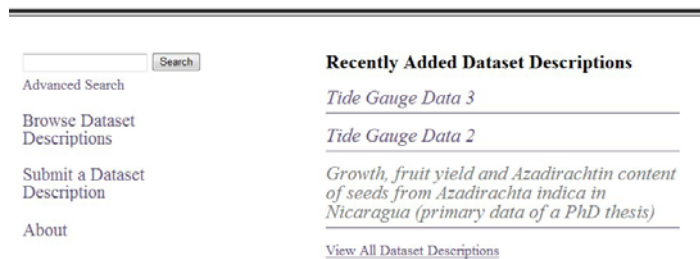 Search
Advanced Search
Browse Dataset
Descriptions
Submit a Dataset
Description
About
Recently Added Dataset Descriptions
Tide Gauge Data 3
Tide Gauge Data 2
Growth, fruit yield and Azadirachtin content
of seeds from Azadirachta indica in
Nicaragua (primary data of a PhD thesis)
View All Dataset Descriptions